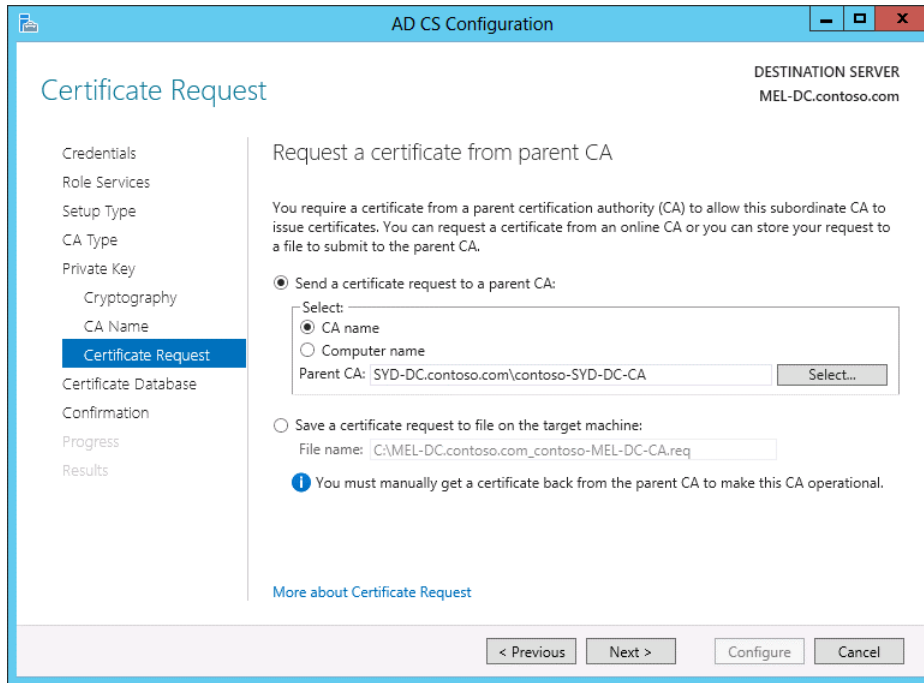 AD CS Configuration
Certificate Request
DESTINATION SERVER
MEL-DC.contoso.com
Credentials
Role Services
Setup Type
CA Type
Private Key
Cryptography
CA Name
Certificate Request
Certificate Database
Confirmation
Progress
Results
Request a certificate from parent CA
You require a certificate from a parent certification authority (CA) to allow this subordinate CA to
issue certificates. You can request a certificate from an online CA or you can store your request to
a file to submit to the parent CA.
Send a certificate request to a parent CA:
Select:
CA name
Computer name
Parent CA: SYD-DC.contoso.com\contoso-SYD-DC-CA Select...
Save a certificate request to file on the target machine:
File name: C:\MEL-DC.contoso.com_contoso-MEL-DC-CA.req
You must manually get a certificate back from the parent CA to make this CA operational.
More about Certificate Request
< Previous Next > Configure Cancel